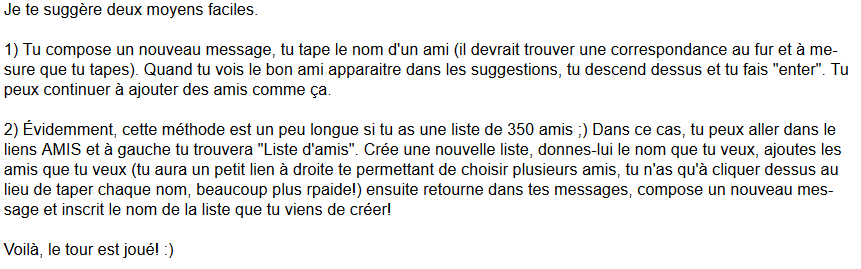 Je te suggère deux moyens faciles.

1) Tu compose un nouveau message, tu tape le nom d'un ami (il devrait trouver une correspondance au fur et à me-
sure que tu tapes). Quand tu vois le bon ami apparaitre dans les suggestions, tu descend dessus et tu fais "enter". Tu
peux continuer à ajouter des amis comme ça.

2) Évidemment, cette méthode est un peu longue si tu as une liste de 350 amis ;) Dans ce cas, tu peux aller dans le
liens AMIS et à gauche tu trouvera "Liste d'amis". Crée une nouvelle liste, donnes-lui le nom que tu veux, ajoutes les
amis que tu veux (tu aura un petit lien à droite te permettant de choisir plusieurs amis, tu n'as qu'à cliquer dessus au
lieu de taper chaque nom, beaucoup plus rpaide!) ensuite retourne dans tes messages, compose un nouveau mes-
sage et inscrit le nom de la liste que tu viens de créer!

Voilà, le tour est joué! :)